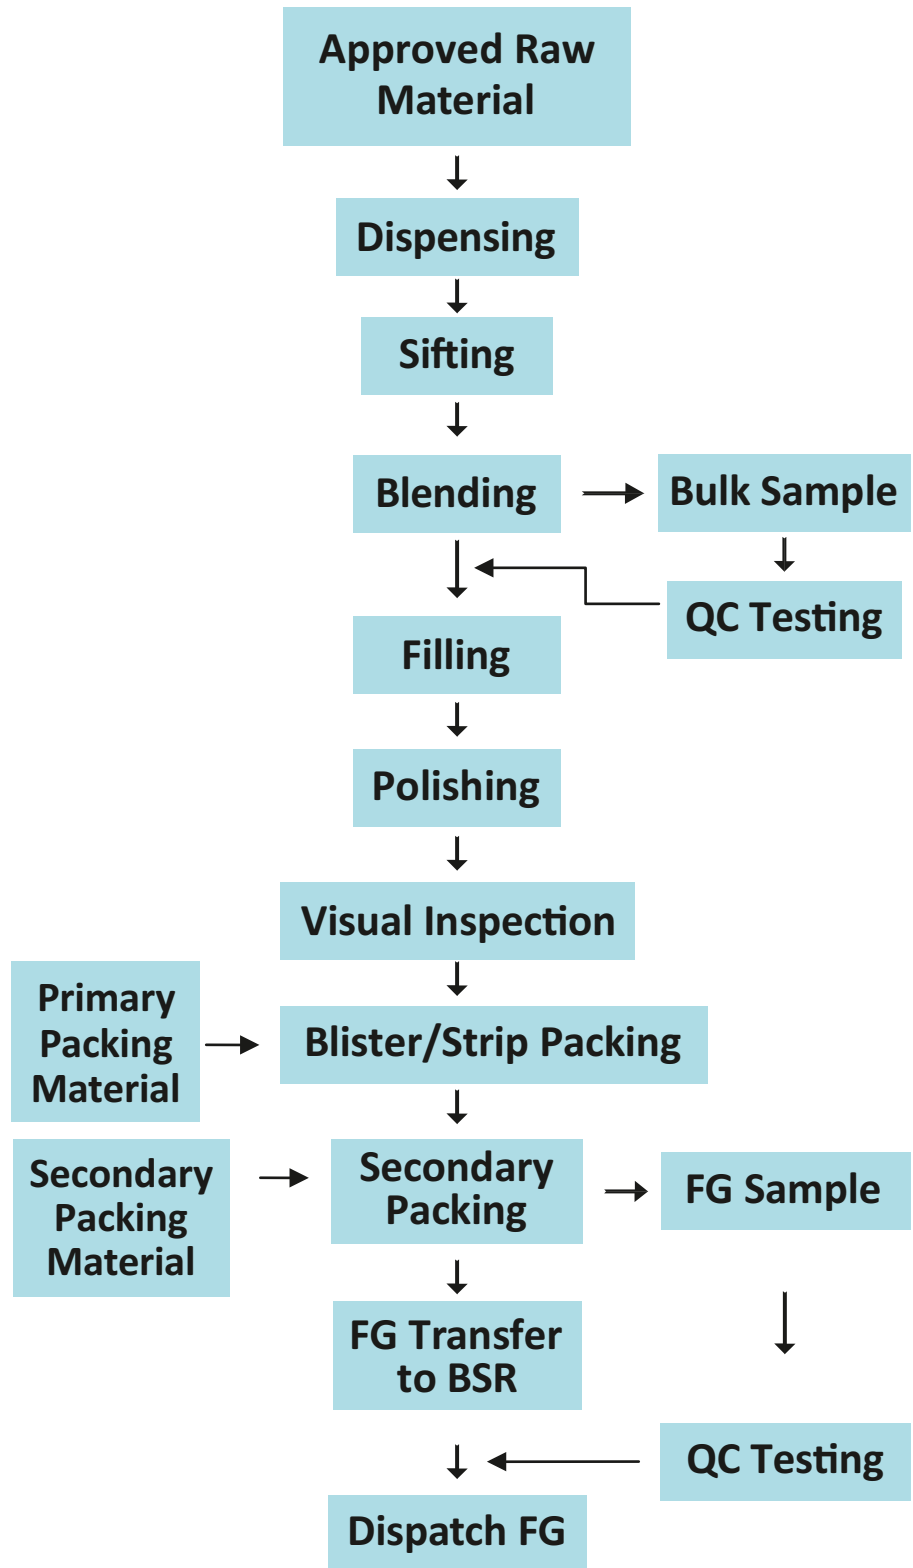 Approved Raw
Material
Dispensing
Sifting
Blending
Bulk Sample
QC Testing
Filling
Polishing
Visual Inspection
Primary
Packing
Material
Blister/Strip Packing
Secondary
Packing
Material
Secondary
Packing
FG Sample
FG Transfer
to BSR
QC Testing
Dispatch FG